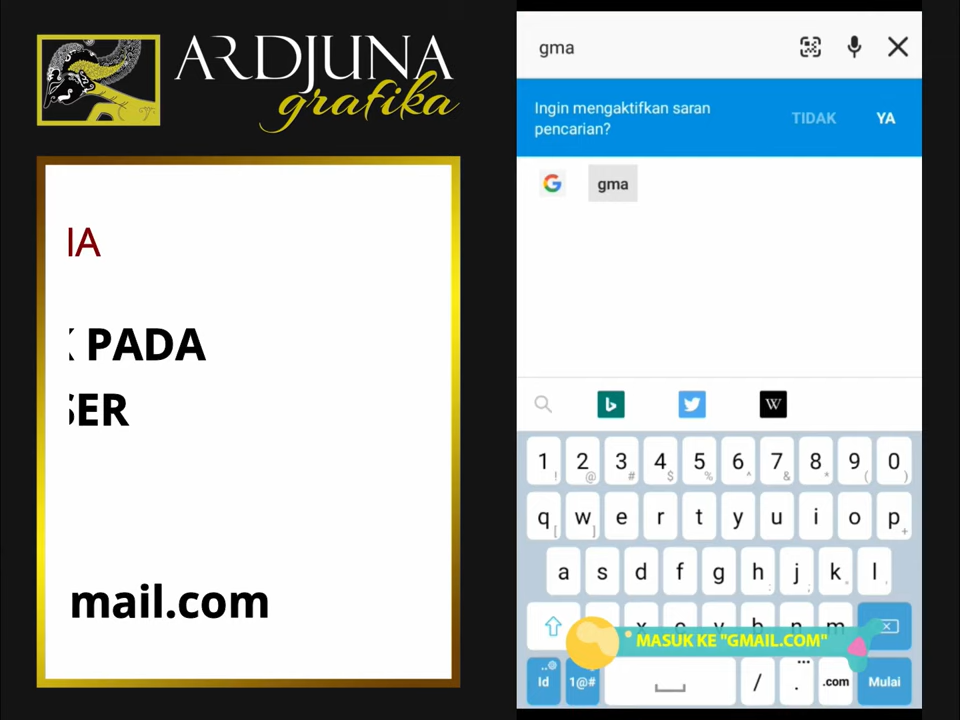 ARDJUNA
grafika
IA
PADA
SER
mail.com
gma
Ingin mengaktifkan saran
pencarian?
TIDAK
YA
gma
1 2 3 4 5 6 7 8 9 0
! @ # $ % ^ & * ( )
q w e r t y u i o p
[ ] +
a s d f g h j k l
MASUK KE "GMAIL.COM"
Id 1@# / . .com Mulai